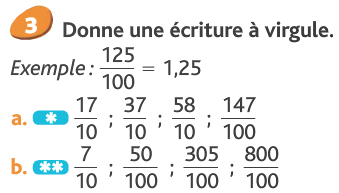 3 Donne une écriture à virgule.
Exemple : 125/100 = 1,25
a. * 17/10 ; 37/10 ; 58/10 ; 147/100
b. ** 7/10 ; 50/100 ; 305/100 ; 800/100